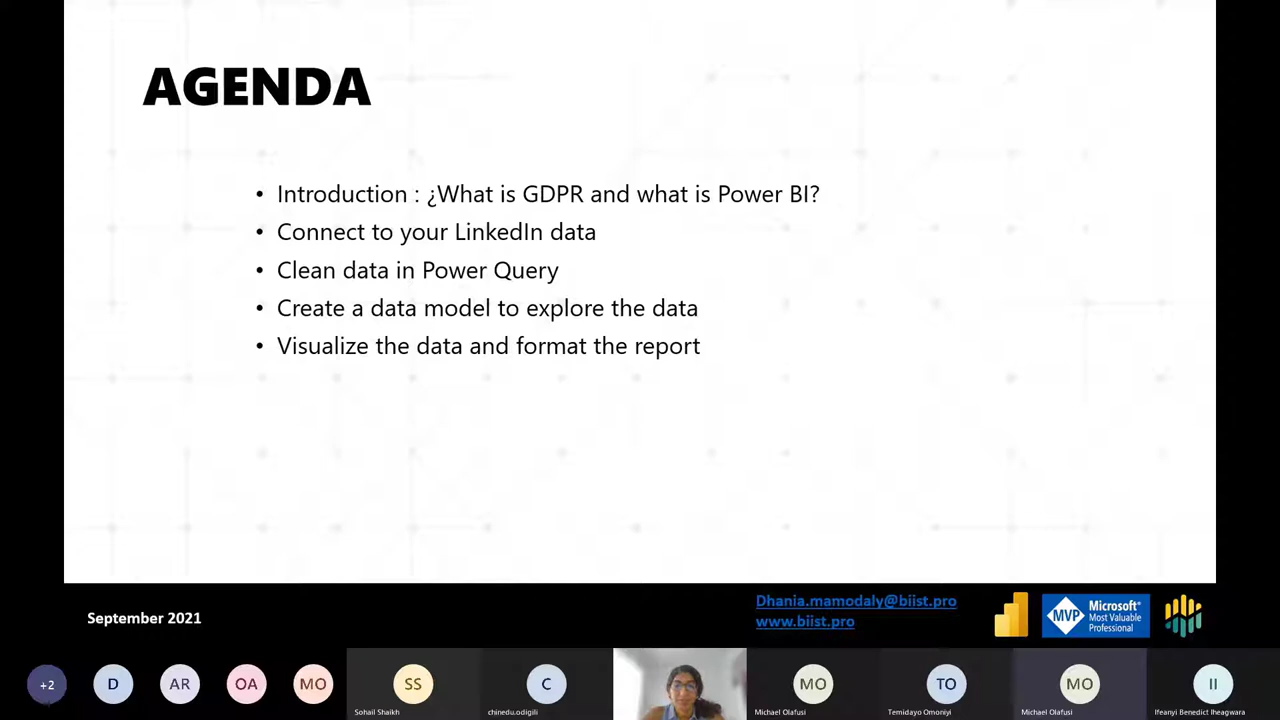 AGENDA
• Introduction : ¿What is GDPR and what is Power BI?
• Connect to your LinkedIn data
• Clean data in Power Query
• Create a data model to explore the data
• Visualize the data and format the report
September 2021
Dhania.mamodaly@biist.pro
www.biist.pro
MVP
Microsoft®
Most Valuable
Professional
+2
D
AR
OA
MO
SS
Sohail Shaikh
C
chinedu.odigili
MO
Michael Olafusi
TO
Temidayo Omoniyi
MO
Michael Olafusi
II
Ifeanyi Benedict Iheagwara